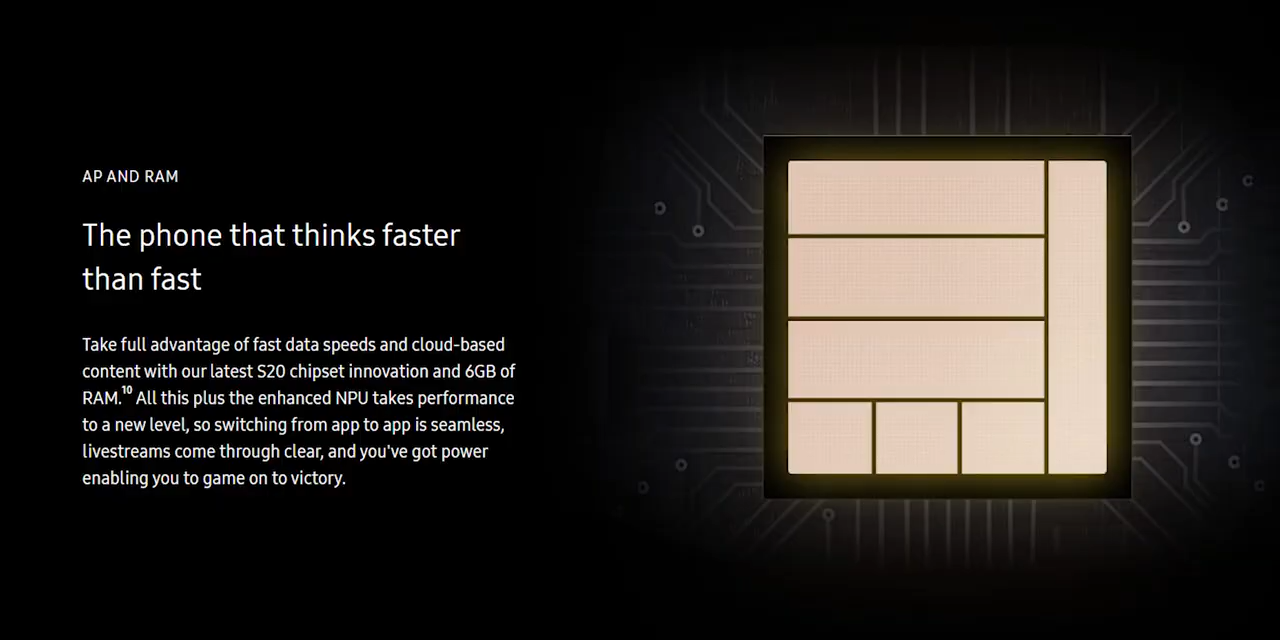 AP AND RAM
The phone that thinks faster
than fast
Take full advantage of fast data speeds and cloud-based
content with our latest S20 chipset innovation and 6GB of
RAM.10 All this plus the enhanced NPU takes performance
to a new level, so switching from app to app is seamless,
livestreams come through clear, and you've got power
enabling you to game on to victory.